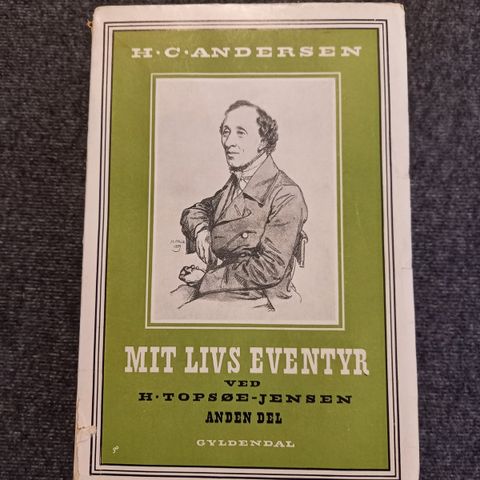 H·C·ANDERSEN
MIT LIVS EVENTYR
VED
H·TOPSØE-JENSEN
ANDEN DEL
GYLDENDAL